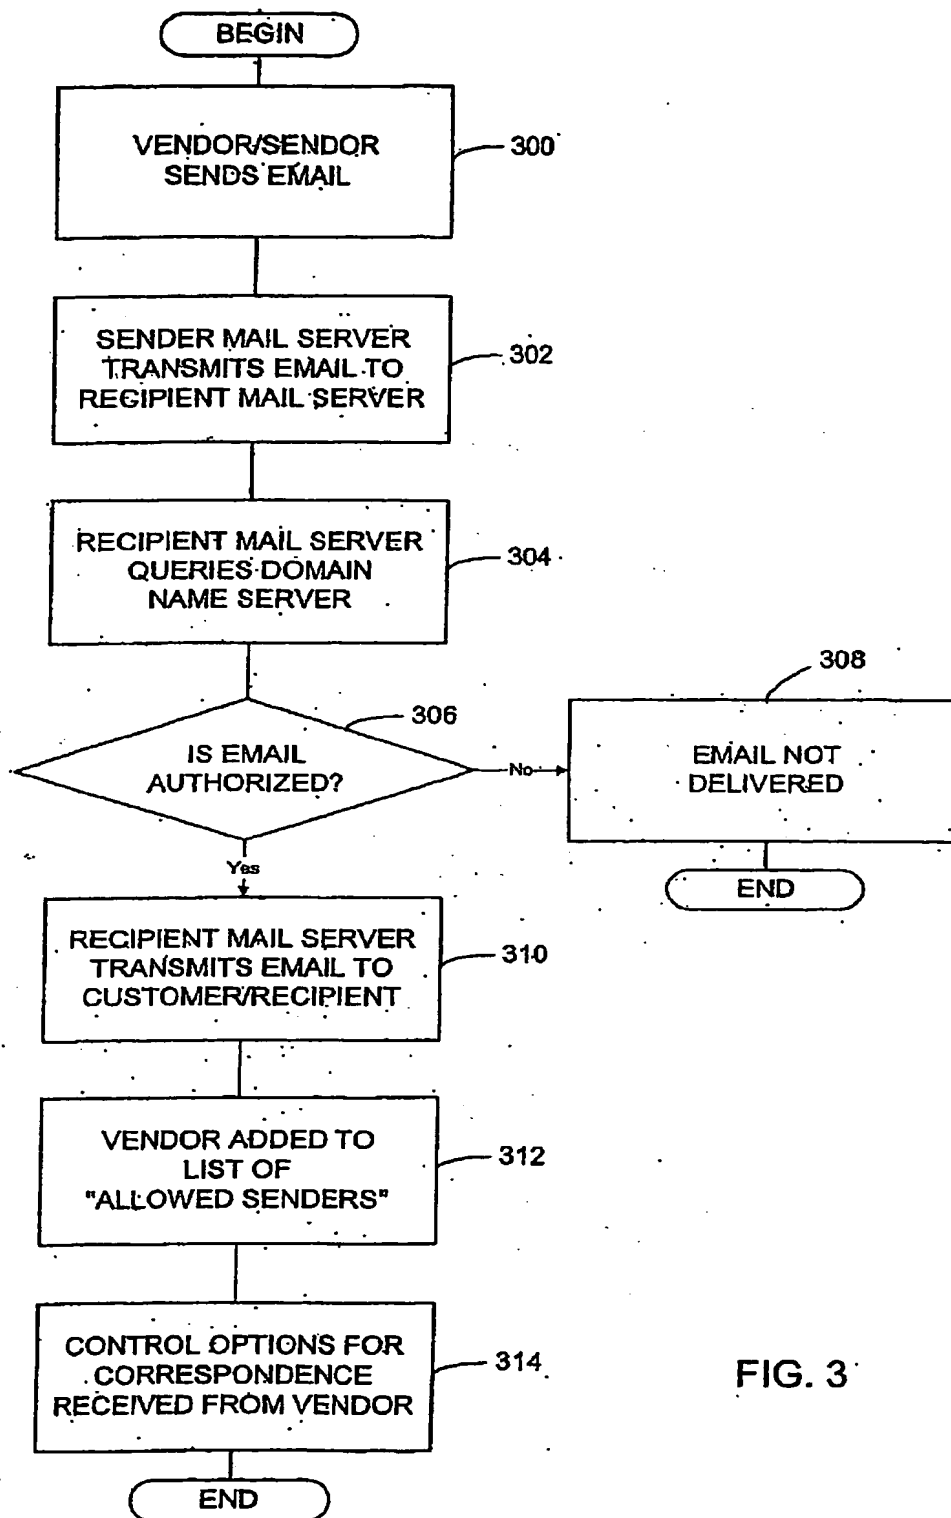 BEGIN
VENDOR/SENDOR
SENDS EMAIL
300
SENDER MAIL SERVER
TRANSMITS EMAIL TO
RECIPIENT MAIL SERVER
302
RECIPIENT MAIL SERVER
QUERIES DOMAIN
NAME SERVER
304
306
IS EMAIL
AUTHORIZED?
No
308
EMAIL NOT
DELIVERED
END
Yes
RECIPIENT MAIL SERVER
TRANSMITS EMAIL TO
CUSTOMER/RECIPIENT
310
VENDOR ADDED TO
LIST OF
"ALLOWED SENDERS"
312
CONTROL OPTIONS FOR
CORRESPONDENCE
RECEIVED FROM VENDOR
314
END
FIG. 3